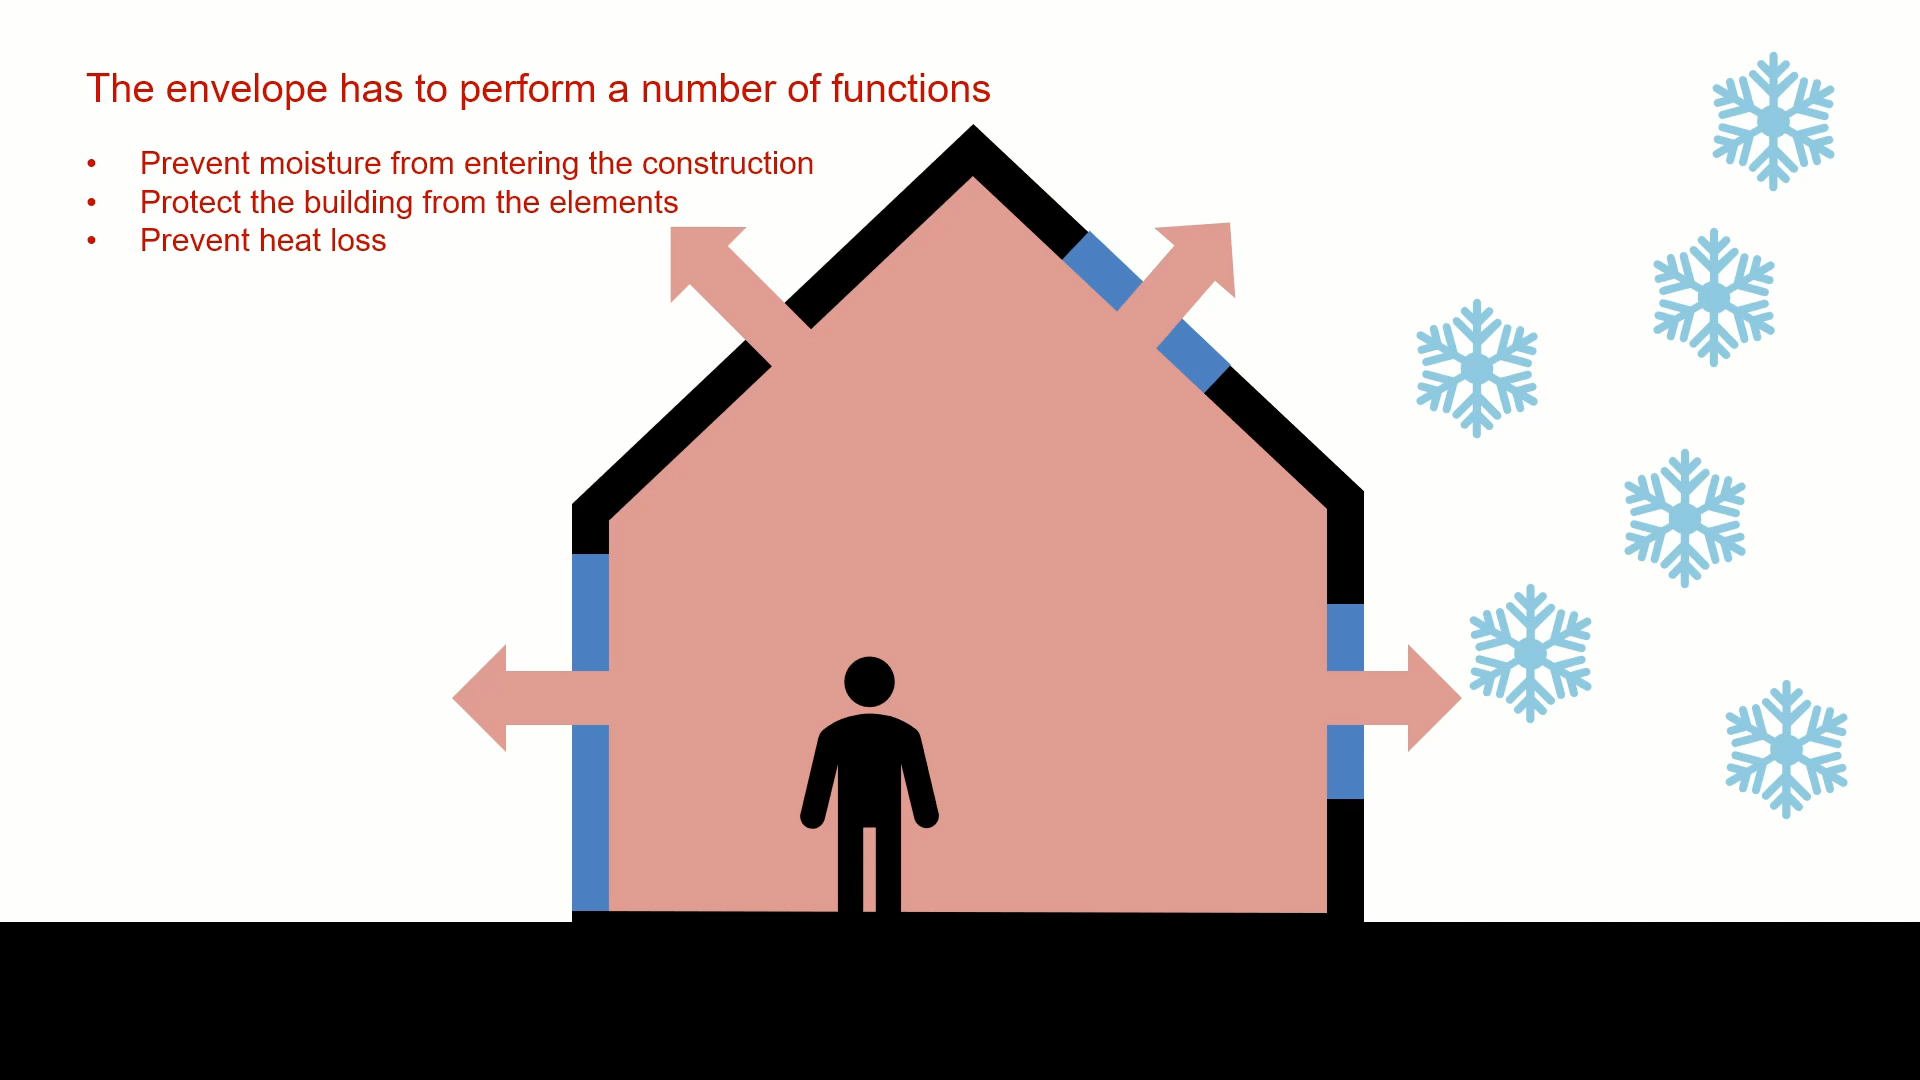 The envelope has to perform a number of functions
• Prevent moisture from entering the construction
• Protect the building from the elements
• Prevent heat loss